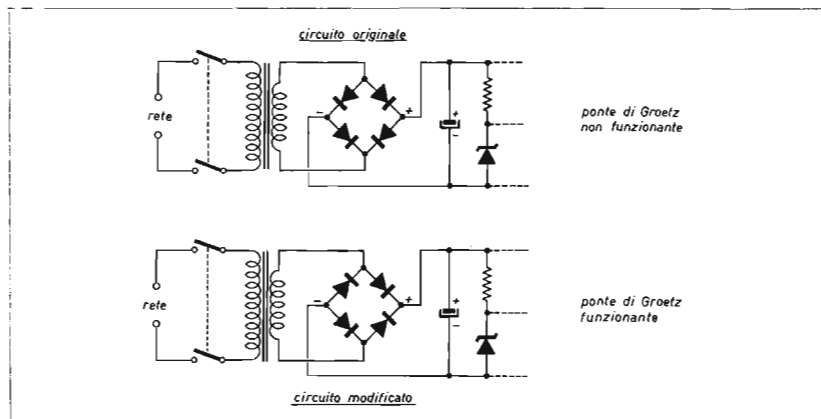 circuito originale
rete
-
+
+
-
ponte di Groetz
non funzionante
rete
-
+
+
-
ponte di Groetz
funzionante
circuito modificato